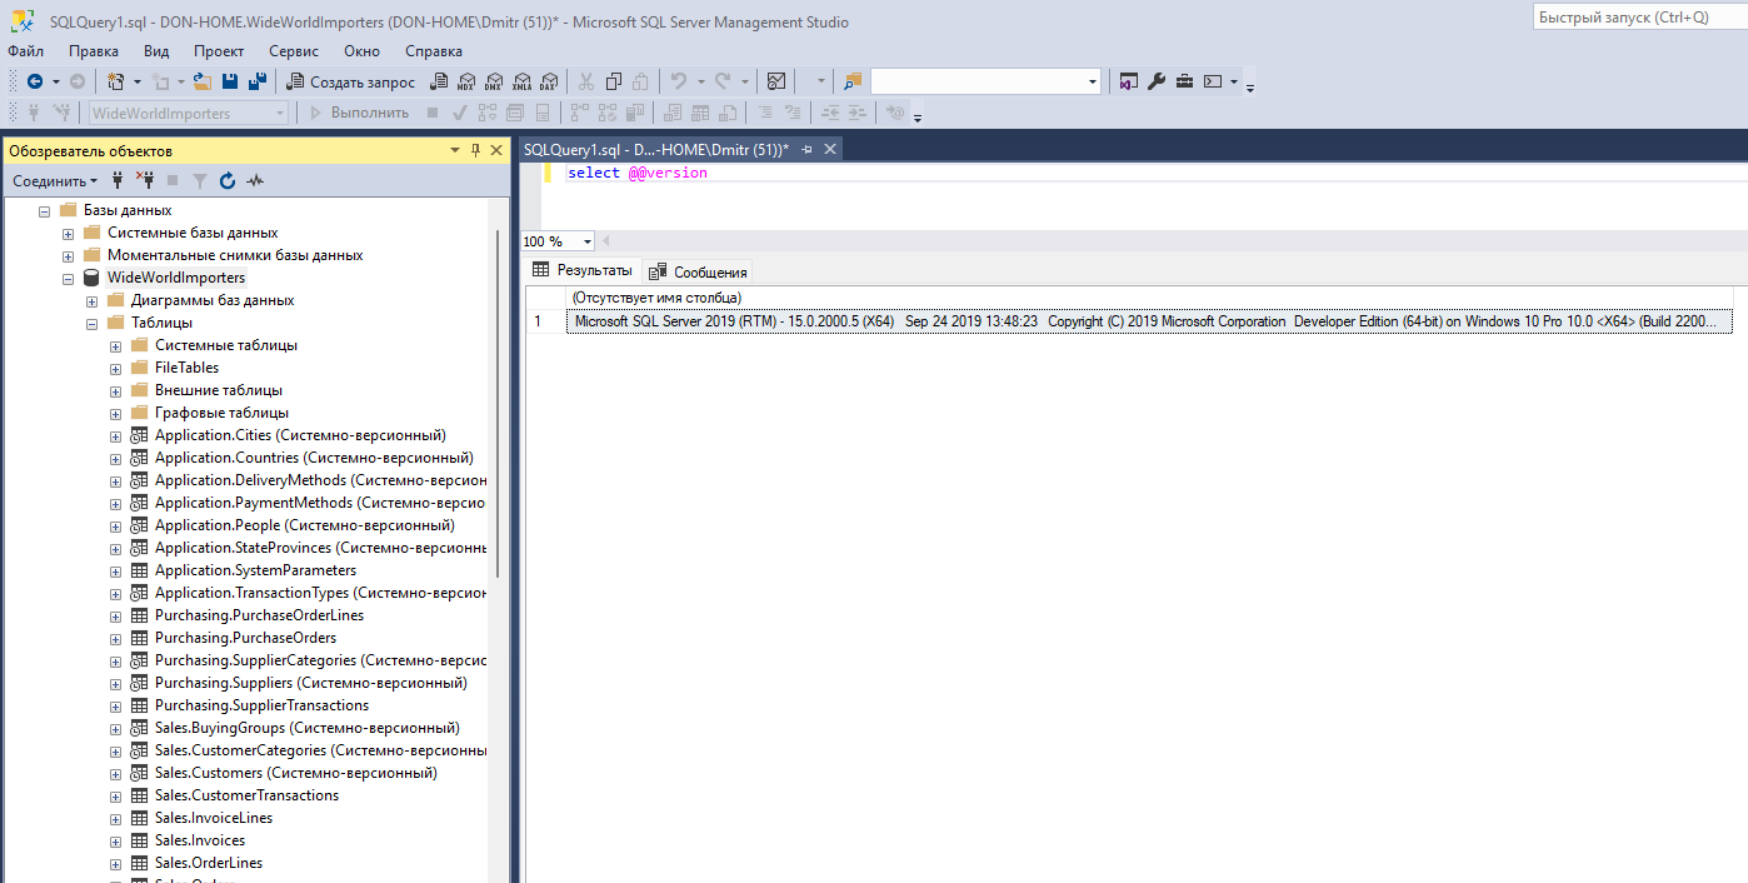 SQLQuery1.sql - DON-HOME.WideWorldImporters (DON-HOME\Dmitr (51))* - Microsoft SQL Server Management Studio
Быстрый запуск (Ctrl+Q)
Файл Правка Вид Проект Сервис Окно Справка
Создать запрос MDX DMX XMLA DAX
WideWorldImporters Выполнить
Обозреватель объектов
SQLQuery1.sql - D...-HOME\Dmitr (51))*
Соединить
select @@version
Базы данных
Системные базы данных
Моментальные снимки базы данных
WideWorldImporters
Диаграммы баз данных
Таблицы
Системные таблицы
FileTables
Внешние таблицы
Графовые таблицы
Application.Cities (Системно-версионный)
Application.Countries (Системно-версионный)
Application.DeliveryMethods (Системно-версион
Application.PaymentMethods (Системно-версио
Application.People (Системно-версионный)
Application.StateProvinces (Системно-версионнь
Application.SystemParameters
Application.TransactionTypes (Системно-версион
Purchasing.PurchaseOrderLines
Purchasing.PurchaseOrders
Purchasing.SupplierCategories (Системно-версис
Purchasing.Suppliers (Системно-версионный)
Purchasing.SupplierTransactions
Sales.BuyingGroups (Системно-версионный)
Sales.CustomerCategories (Системно-версионны
Sales.Customers (Системно-версионный)
Sales.CustomerTransactions
Sales.InvoiceLines
Sales.Invoices
Sales.OrderLines
100 %
Результаты Сообщения
(Отсутствует имя столбца)
1 Microsoft SQL Server 2019 (RTM) - 15.0.2000.5 (X64) Sep 24 2019 13:48:23 Copyright (C) 2019 Microsoft Corporation Developer Edition (64-bit) on Windows 10 Pro 10.0 <X64> (Build 2200...